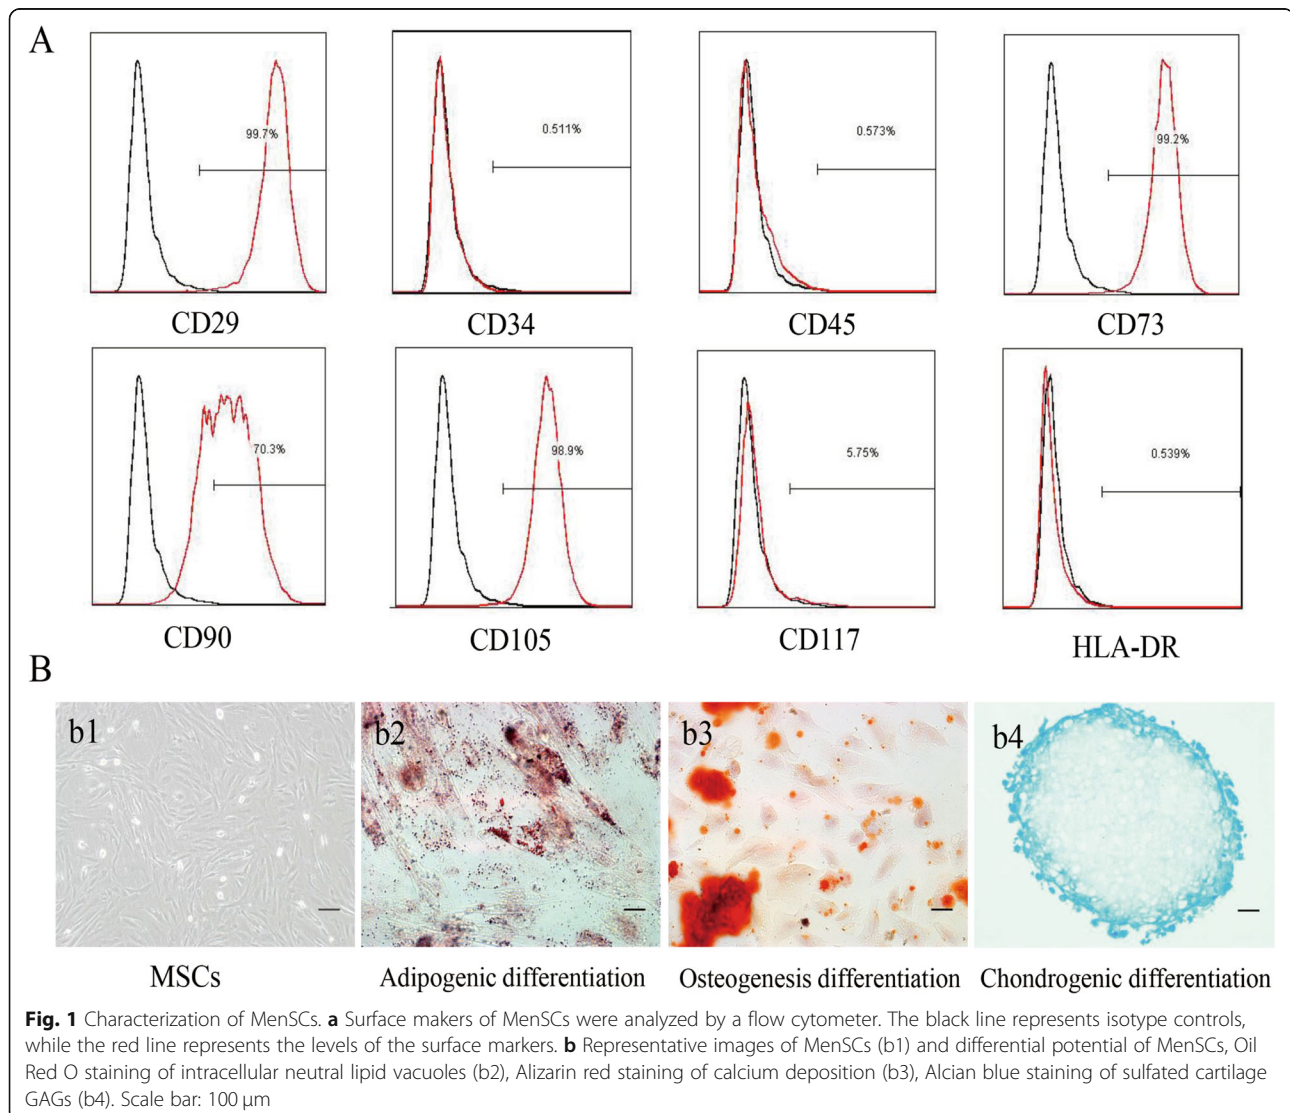 A
99.7%
0.511%
0.573%
99.2%
CD29
CD34
CD45
CD73
70.3%
98.9%
5.75%
0.539%
CD90
CD105
CD117
HLA-DR
B
b1
b2
b3
b4
MSCs
Adipogenic differentiation
Osteogenesis differentiation
Chondrogenic differentiation
Fig. 1 Characterization of MenSCs. a Surface makers of MenSCs were analyzed by a flow cytometer. The black line represents isotype controls,
while the red line represents the levels of the surface markers. b Representative images of MenSCs (b1) and differential potential of MenSCs, Oil
Red O staining of intracellular neutral lipid vacuoles (b2), Alizarin red staining of calcium deposition (b3), Alcian blue staining of sulfated cartilage
GAGs (b4). Scale bar: 100 μm